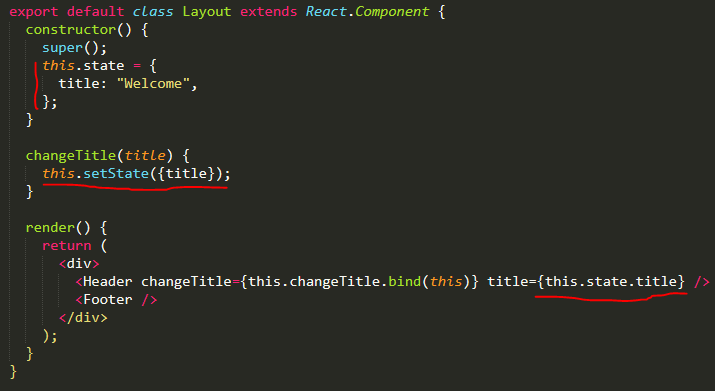 export default class Layout extends React.Component {
  constructor() {
    super();
    this.state = {
      title: "Welcome",
    };
  }

  changeTitle(title) {
    this.setState({title});
  }

  render() {
    return (
      <div>
        <Header changeTitle={this.changeTitle.bind(this)} title={this.state.title} />
        <Footer />
      </div>
    );
  }
}